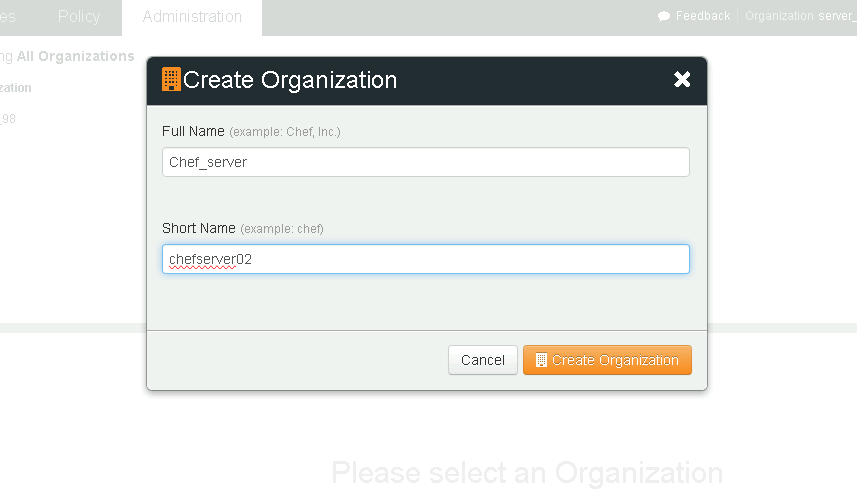 es Policy Administration Feedback Organization server_
ng All Organizations
zation
_98
Create Organization
Full Name (example: Chef, Inc.)
Chef_server
Short Name (example: chef)
chefserver02
Cancel Create Organization
Please select an Organization